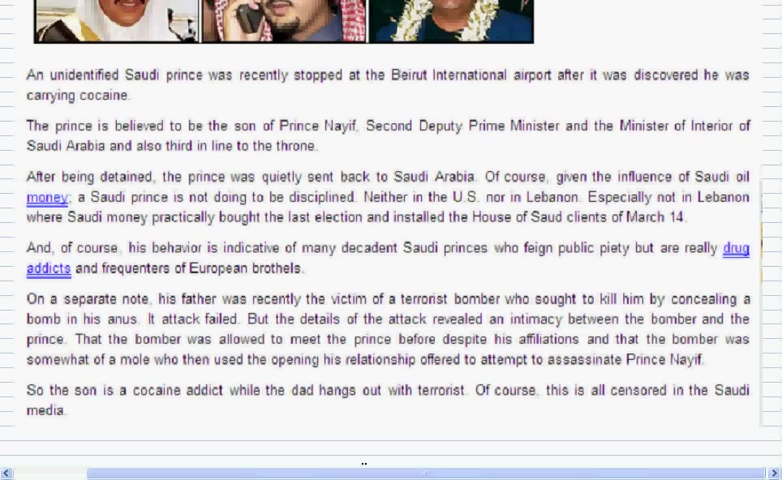 An unidentified Saudi prince was recently stopped at the Beirut International airport after it was discovered he was
carrying cocaine.
The prince is believed to be the son of Prince Nayif, Second Deputy Prime Minister and the Minister of Interior of
Saudi Arabia and also third in line to the throne.
After being detained, the prince was quietly sent back to Saudi Arabia. Of course, given the influence of Saudi oil
money; a Saudi prince is not doing to be disciplined. Neither in the U.S. nor in Lebanon. Especially not in Lebanon
where Saudi money practically bought the last election and installed the House of Saud clients of March 14.
And, of course, his behavior is indicative of many decadent Saudi princes who feign public piety but are really drug
addicts and frequenters of European brothels.
On a separate note, his father was recently the victim of a terrorist bomber who sought to kill him by concealing a
bomb in his anus. It attack failed. But the details of the attack revealed an intimacy between the bomber and the
prince. That the bomber was allowed to meet the prince before despite his affiliations and that the bomber was
somewhat of a mole who then used the opening his relationship offered to attempt to assassinate Prince Nayif.
So the son is a cocaine addict while the dad hangs out with terrorist. Of course, this is all censored in the Saudi
media.
..